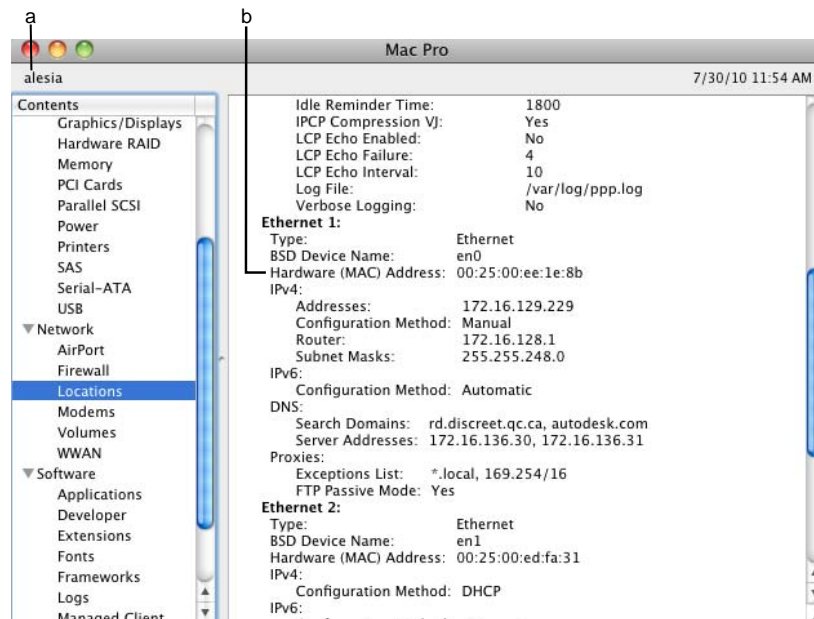 a
b
Mac Pro
alesia
7/30/10 11:54 AM
Contents
Graphics/Displays
Hardware RAID
Memory
PCI Cards
Parallel SCSI
Power
Printers
SAS
Serial-ATA
USB
Network
AirPort
Firewall
Locations
Modems
Volumes
WWAN
Software
Applications
Developer
Extensions
Fonts
Frameworks
Logs
Managed Client
Idle Reminder Time: 1800
IPCP Compression VJ: Yes
LCP Echo Enabled: No
LCP Echo Failure: 4
LCP Echo Interval: 10
Log File: /var/log/ppp.log
Verbose Logging: No
Ethernet 1:
Type: Ethernet
BSD Device Name: en0
Hardware (MAC) Address: 00:25:00:ee:1e:8b
IPv4:
Addresses: 172.16.129.229
Configuration Method: Manual
Router: 172.16.128.1
Subnet Masks: 255.255.248.0
IPv6:
Configuration Method: Automatic
DNS:
Search Domains: rd.discreet.qc.ca, autodesk.com
Server Addresses: 172.16.136.30, 172.16.136.31
Proxies:
Exceptions List: *.local, 169.254/16
FTP Passive Mode: Yes
Ethernet 2:
Type: Ethernet
BSD Device Name: en1
Hardware (MAC) Address: 00:25:00:ed:fa:31
IPv4:
Configuration Method: DHCP
IPv6: